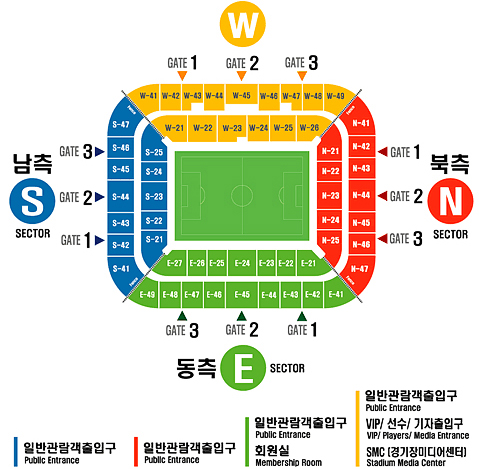 W
GATE 1
GATE 2
GATE 3
W-41 W-42 W-43 W-44 W-45 W-46 W-47 W-48 W-49
W-21 W-22 W-23 W-24 W-25 W-26
남측
S
SECTOR
GATE 3
GATE 2
GATE 1
S-47
S-46
S-45
S-44
S-43
S-42
S-41
S-25
S-24
S-23
S-22
S-21
N-21
N-22
N-23
N-24
N-25
N-41
N-42
N-43
N-44
N-45
N-46
N-47
GATE 1
GATE 2
GATE 3
북측
N
SECTOR
E-27 E-26 E-25 E-24 E-23 E-22 E-21
E-49 E-48 E-47 E-46 E-45 E-44 E-43 E-42 E-41
GATE 3
GATE 2
GATE 1
동측 E SECTOR
일반관람객출입구
Public Entrance
일반관람객출입구
Public Entrance
일반관람객출입구
Public Entrance
회원실
Membership Room
일반관람객출입구
Public Entrance
VIP/ 선수/ 기자출입구
VIP/ Players/ Media Entrance
SMC (경기장미디어센터)
Stadium Media Center